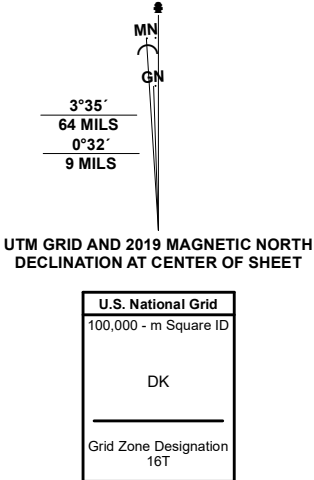 MN
GN
3°35´
64 MILS
0°32´
9 MILS
UTM GRID AND 2019 MAGNETIC NORTH
DECLINATION AT CENTER OF SHEET
U.S. National Grid
100,000 - m Square ID
DK
Grid Zone Designation
16T